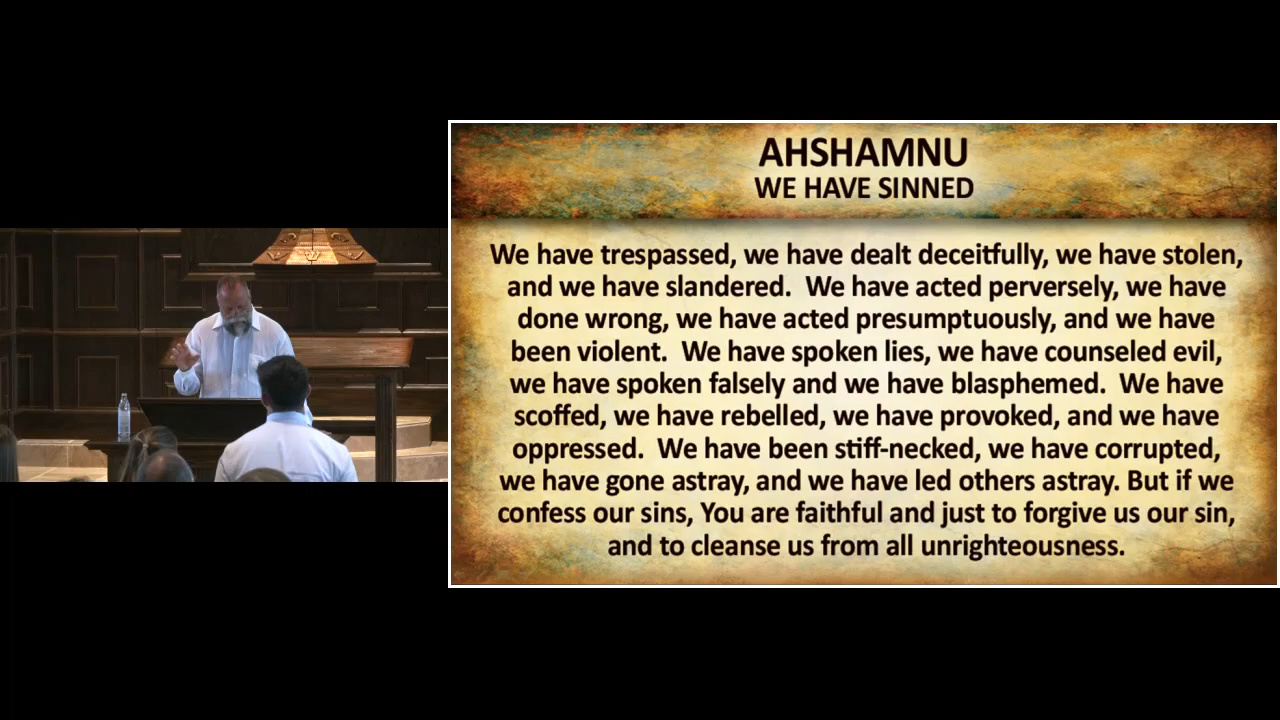 AHSHAMNU
WE HAVE SINNED
We have trespassed, we have dealt deceitfully, we have stolen,
and we have slandered.  We have acted perversely, we have
done wrong, we have acted presumptuously, and we have
been violent.  We have spoken lies, we have counseled evil,
we have spoken falsely and we have blasphemed.  We have
scoffed, we have rebelled, we have provoked, and we have
oppressed.  We have been stiff-necked, we have corrupted,
we have gone astray, and we have led others astray. But if we
confess our sins, You are faithful and just to forgive us our sin,
and to cleanse us from all unrighteousness.